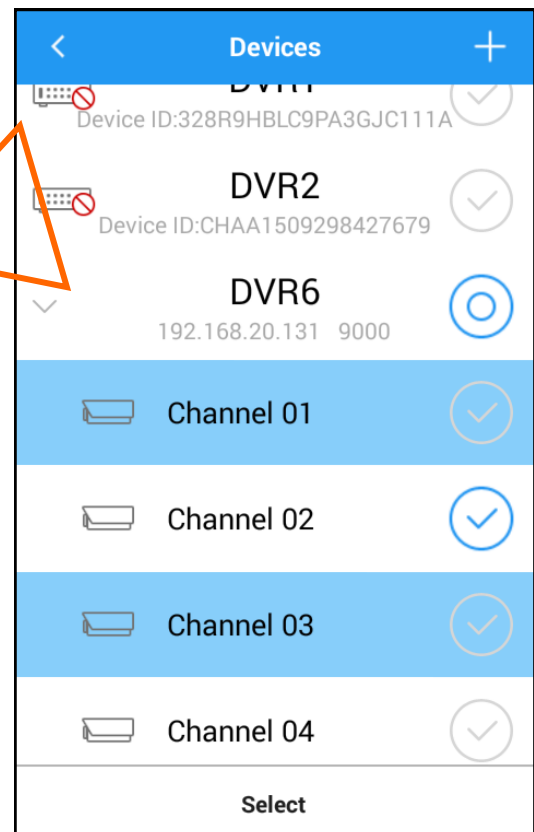 Devices
DVR1
Device ID:328R9HBLC9PA3GJC111A
DVR2
Device ID:CHAA1509298427679
DVR6
192.168.20.131 9000
Channel 01
Channel 02
Channel 03
Channel 04
Select